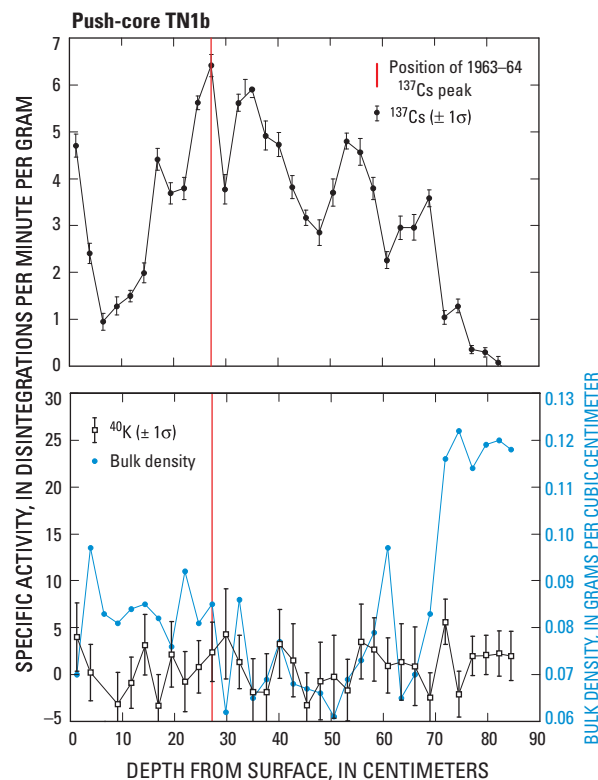 Push-core TN1b
7
6
5
4
3
2
1
0
Position of 1963–64
¹³⁷Cs peak
¹³⁷Cs (± 1σ)
SPECIFIC ACTIVITY, IN DISINTEGRATIONS PER MINUTE PER GRAM
30
25
20
15
10
5
0
–5
⁴⁰K (± 1σ)
Bulk density
0.13
0.12
0.11
0.10
0.09
0.08
0.07
0.06
BULK DENSITY, IN GRAMS PER CUBIC CENTIMETER
0 10 20 30 40 50 60 70 80 90
DEPTH FROM SURFACE, IN CENTIMETERS